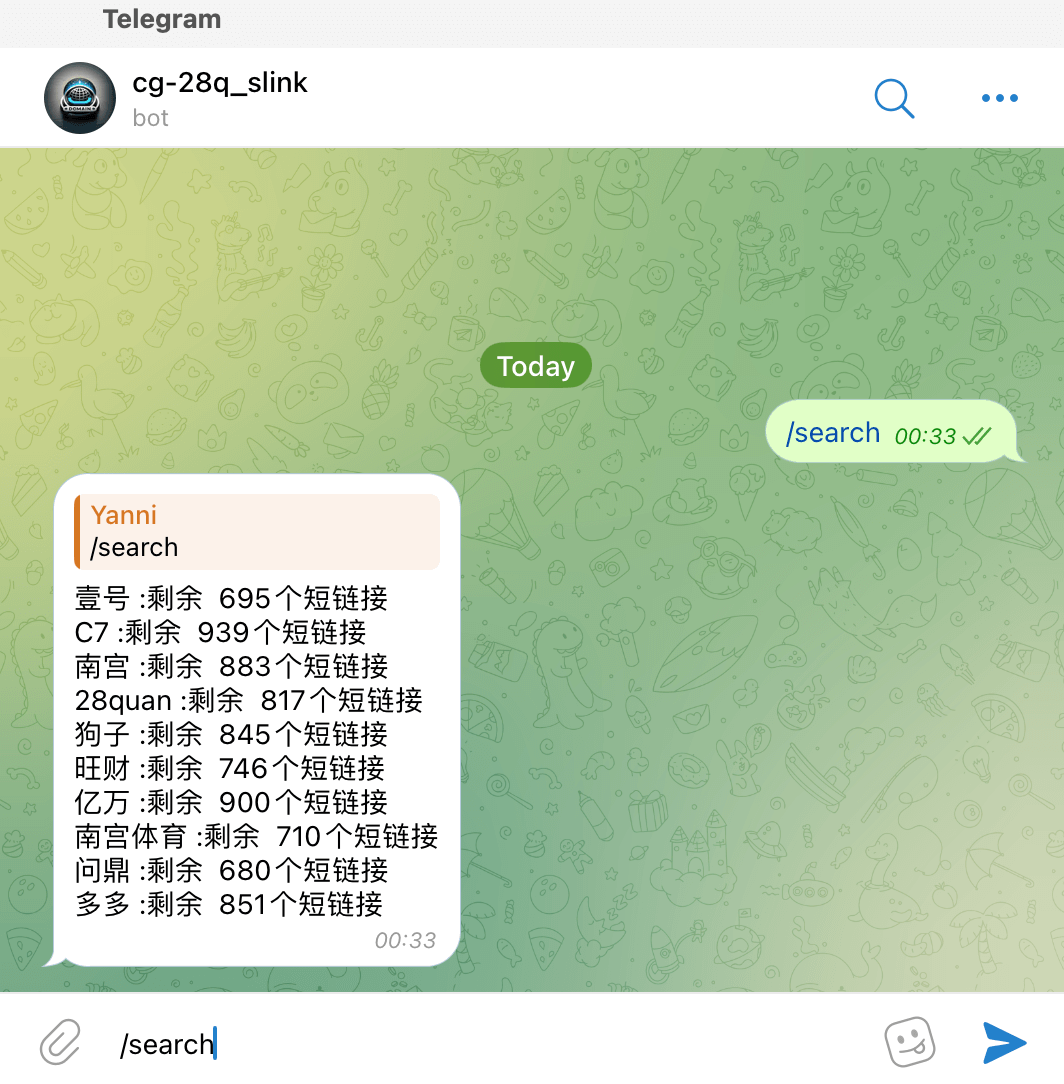 Telegram
cg-28q_slink
DOMAIN
bot
Today
/search 00:33
Yanni
/search
壹号 :剩余 695个短链接
C7 :剩余 939个短链接
南宫 :剩余 883个短链接
28quan :剩余 817个短链接
狗子 :剩余 845个短链接
旺财 :剩余 746个短链接
亿万 :剩余 900个短链接
南宫体育 :剩余 710个短链接
问鼎 :剩余 680个短链接
多多 :剩余 851个短链接
00:33
/search